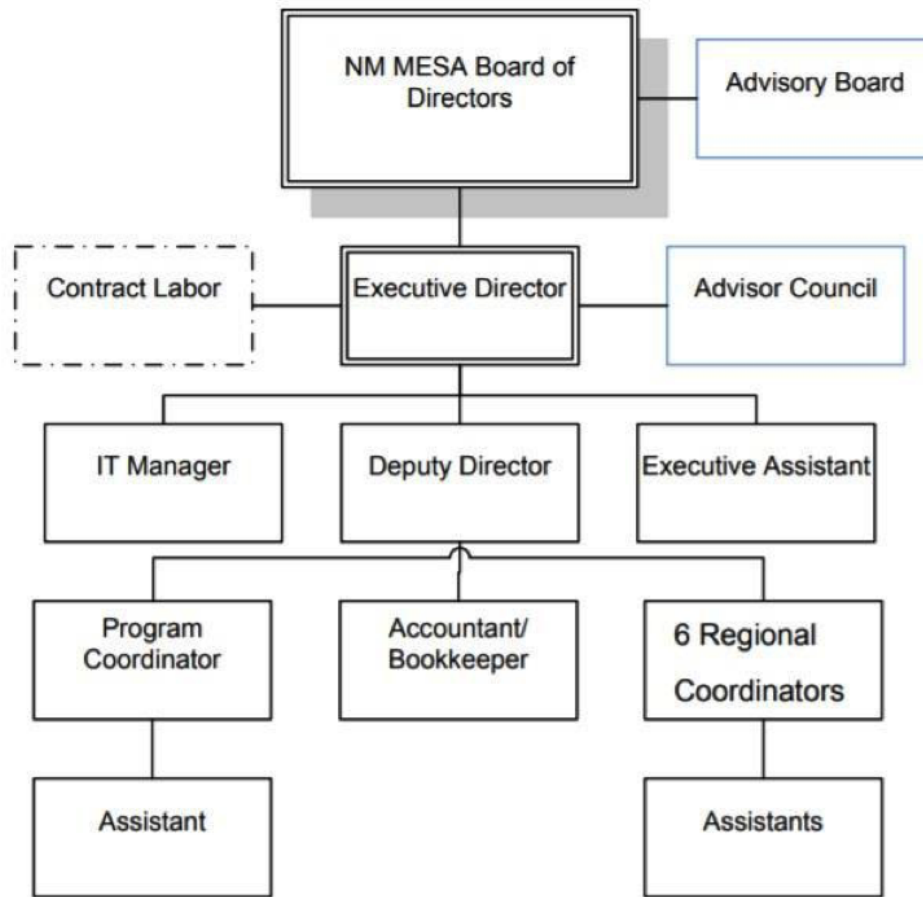 NM MESA Board of
Directors
Advisory Board
Contract Labor
Executive Director
Advisor Council
IT Manager
Deputy Director
Executive Assistant
Program
Coordinator
Accountant/
Bookkeeper
6 Regional
Coordinators
Assistant
Assistants